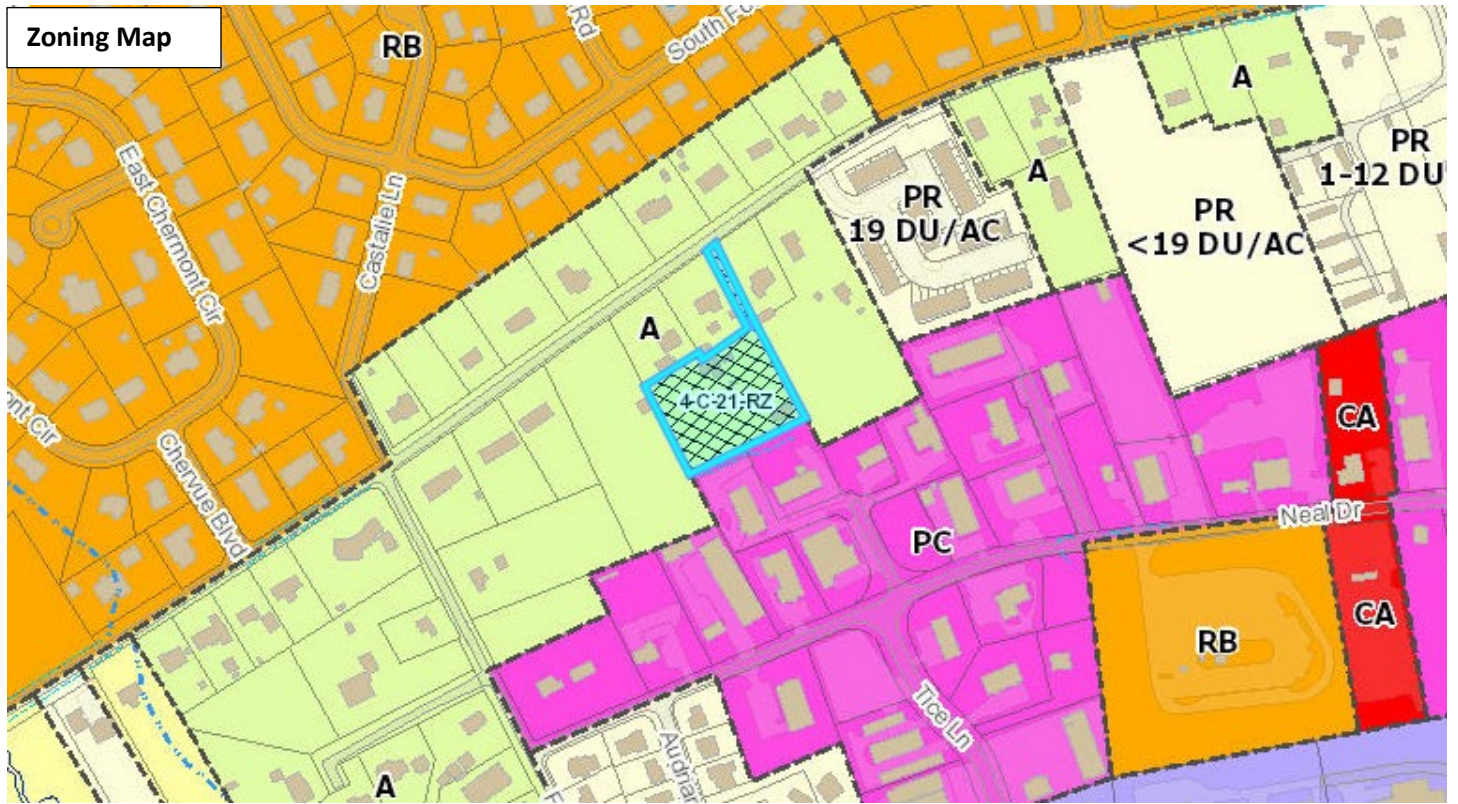 Zoning Map
RB
Rd
South Fo
A
East Chermont Cir
Castalie Ln
PR
19 DU/AC
A
PR
<19 DU/AC
PR
1-12 DU
A
4-C-21-RZ
ont Cir
Chervue Blvd
CA
Neal Dr
PC
RB
CA
Tice Ln
Audria
F
A